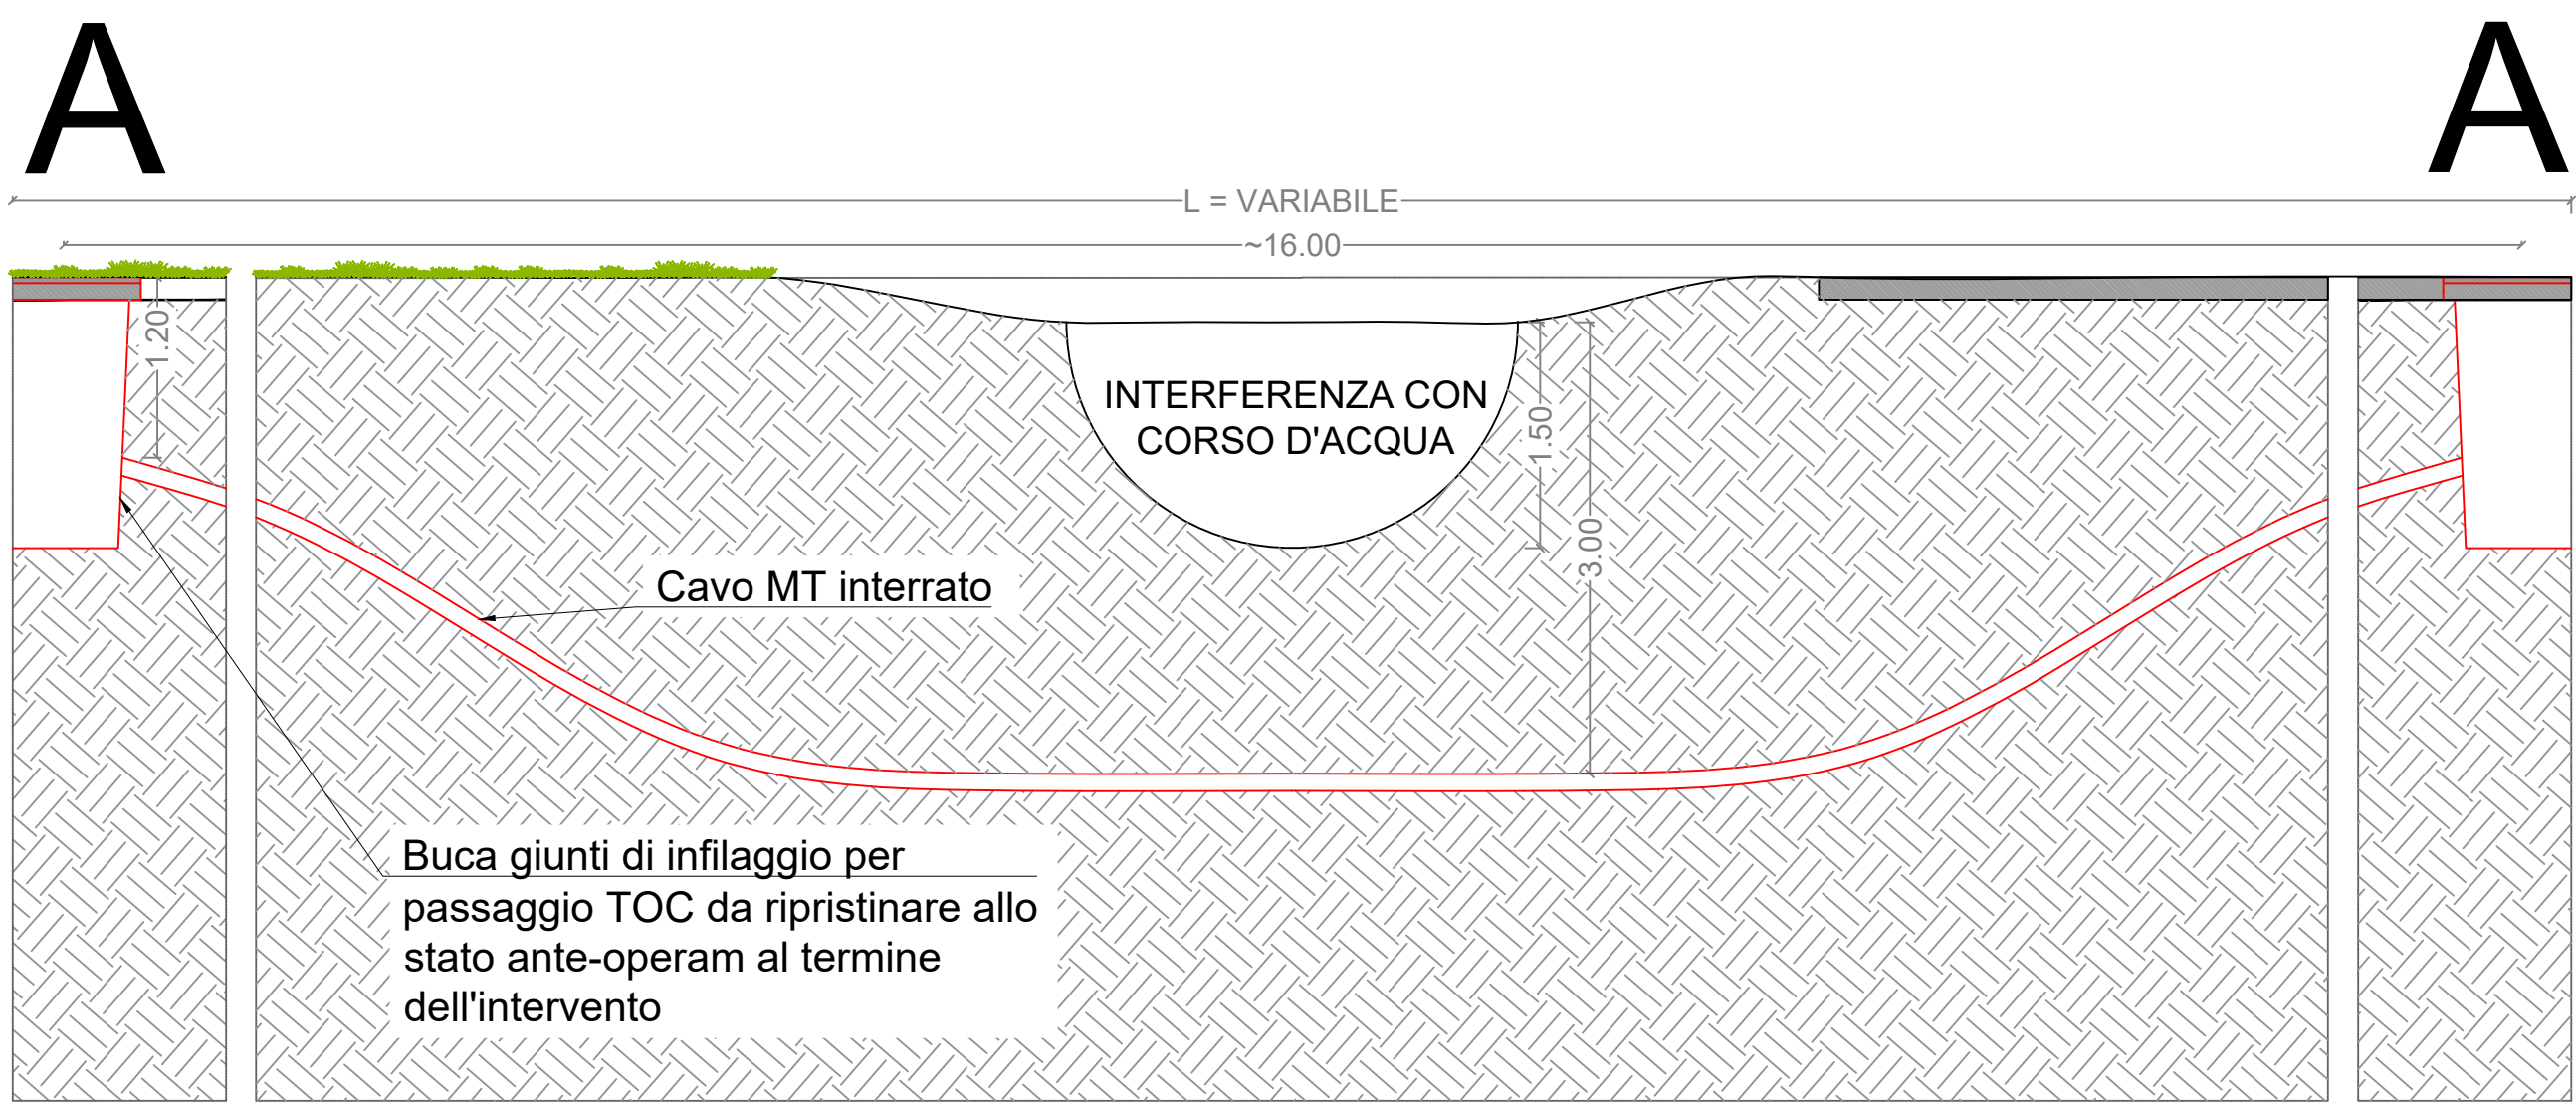 A
A
L = VARIABILE
~16.00
1.20
INTERFERENZA CON
CORSO D'ACQUA
1.50
3.00
Cavo MT interrato
Buca giunti di infilaggio per
passaggio TOC da ripristinare allo
stato ante-operam al termine
dell'intervento